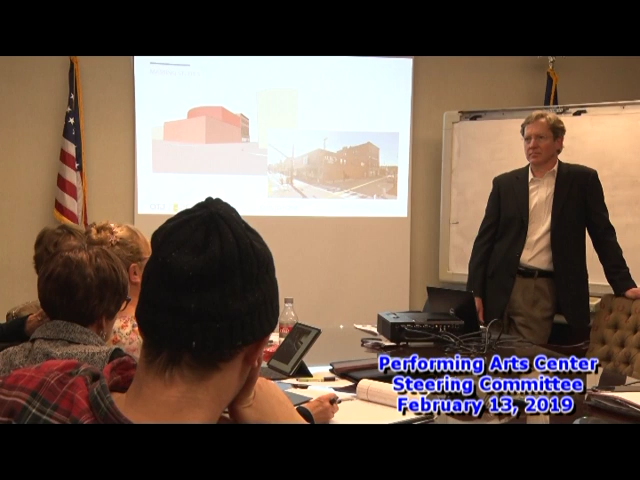 Performing Arts Center
Steering Committee
February 13, 2019